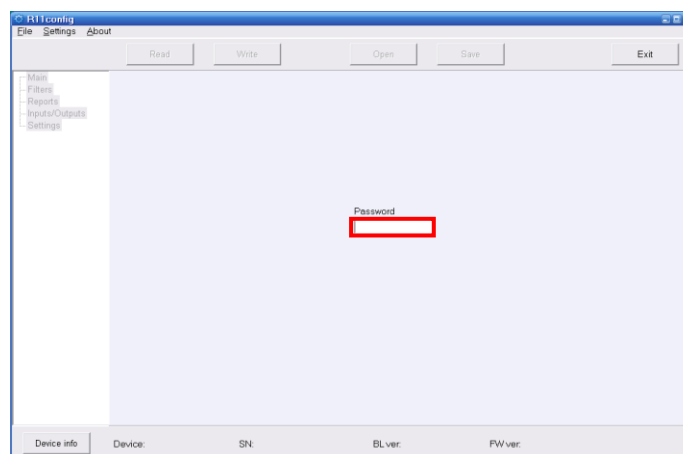 R11config
File Settings About
Read Write Open Save Exit
Main
Filters
Reports
Inputs/Outputs
Settings
Password
Device info Device: SN: BL ver: FW ver: